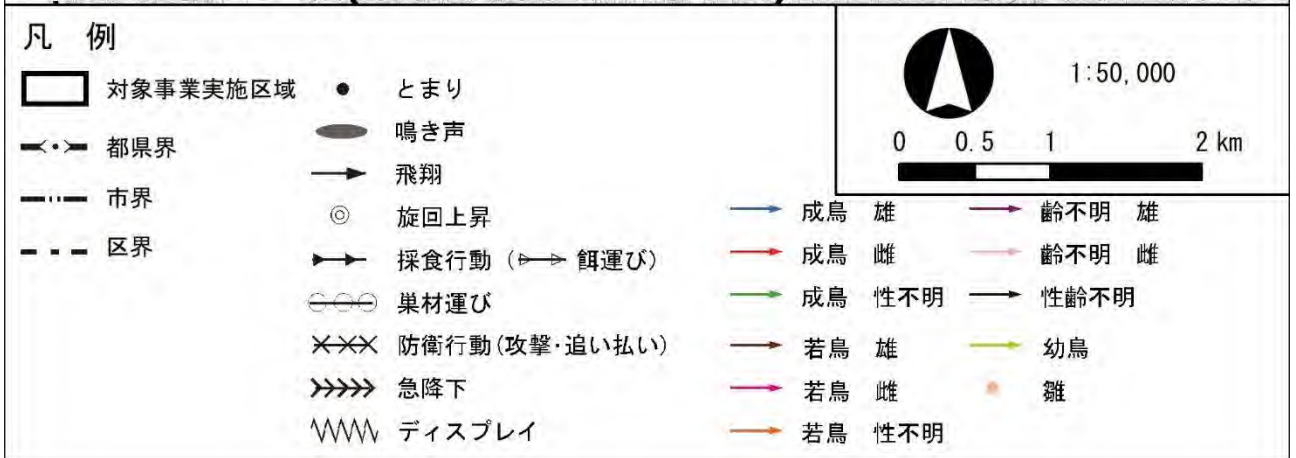 凡 例
対象事業実施区域
都県界
市界
区界
とまり
鳴き声
飛翔
旋回上昇
採食行動（ 餌運び）
巣材運び
防衛行動(攻撃・追い払い)
急降下
ディスプレイ
1:50,000
0 0.5 1 2 km
成鳥 雄
成鳥 雌
成鳥 性不明
若鳥 雄
若鳥 雌
若鳥 性不明
齢不明 雄
齢不明 雌
性齢不明
幼鳥
雛